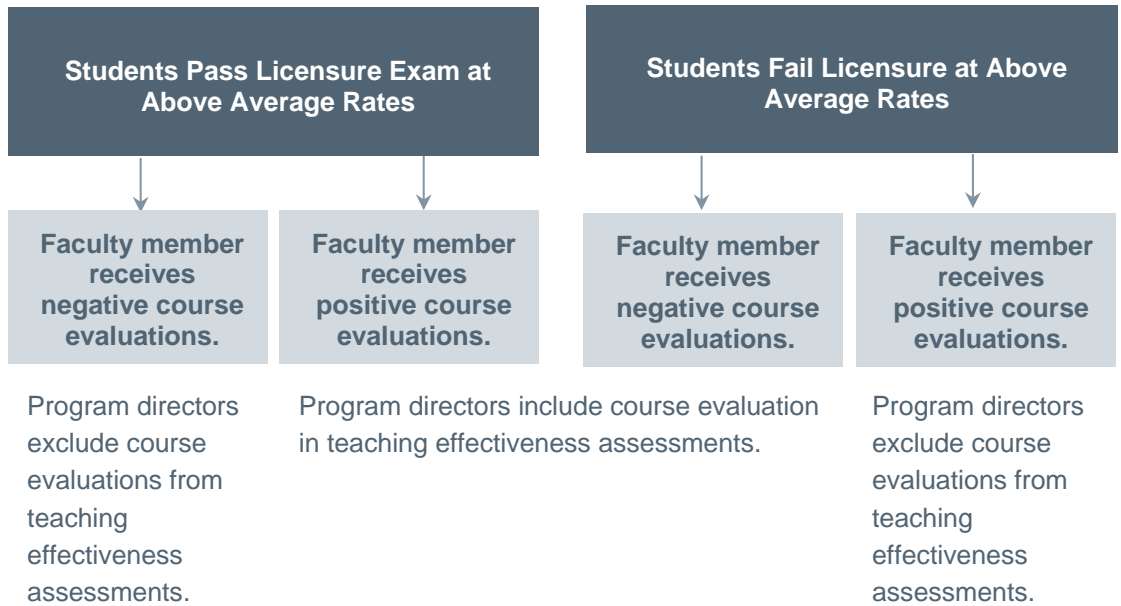 Students Pass Licensure Exam at
Above Average Rates
Students Fail Licensure at Above
Average Rates
Faculty member
receives
negative course
evaluations.
Faculty member
receives
positive course
evaluations.
Faculty member
receives
negative course
evaluations.
Faculty member
receives
positive course
evaluations.
Program directors
exclude course
evaluations from
teaching
effectiveness
assessments.
Program directors include course evaluation
in teaching effectiveness assessments.
Program directors
exclude course
evaluations from
teaching
effectiveness
assessments.